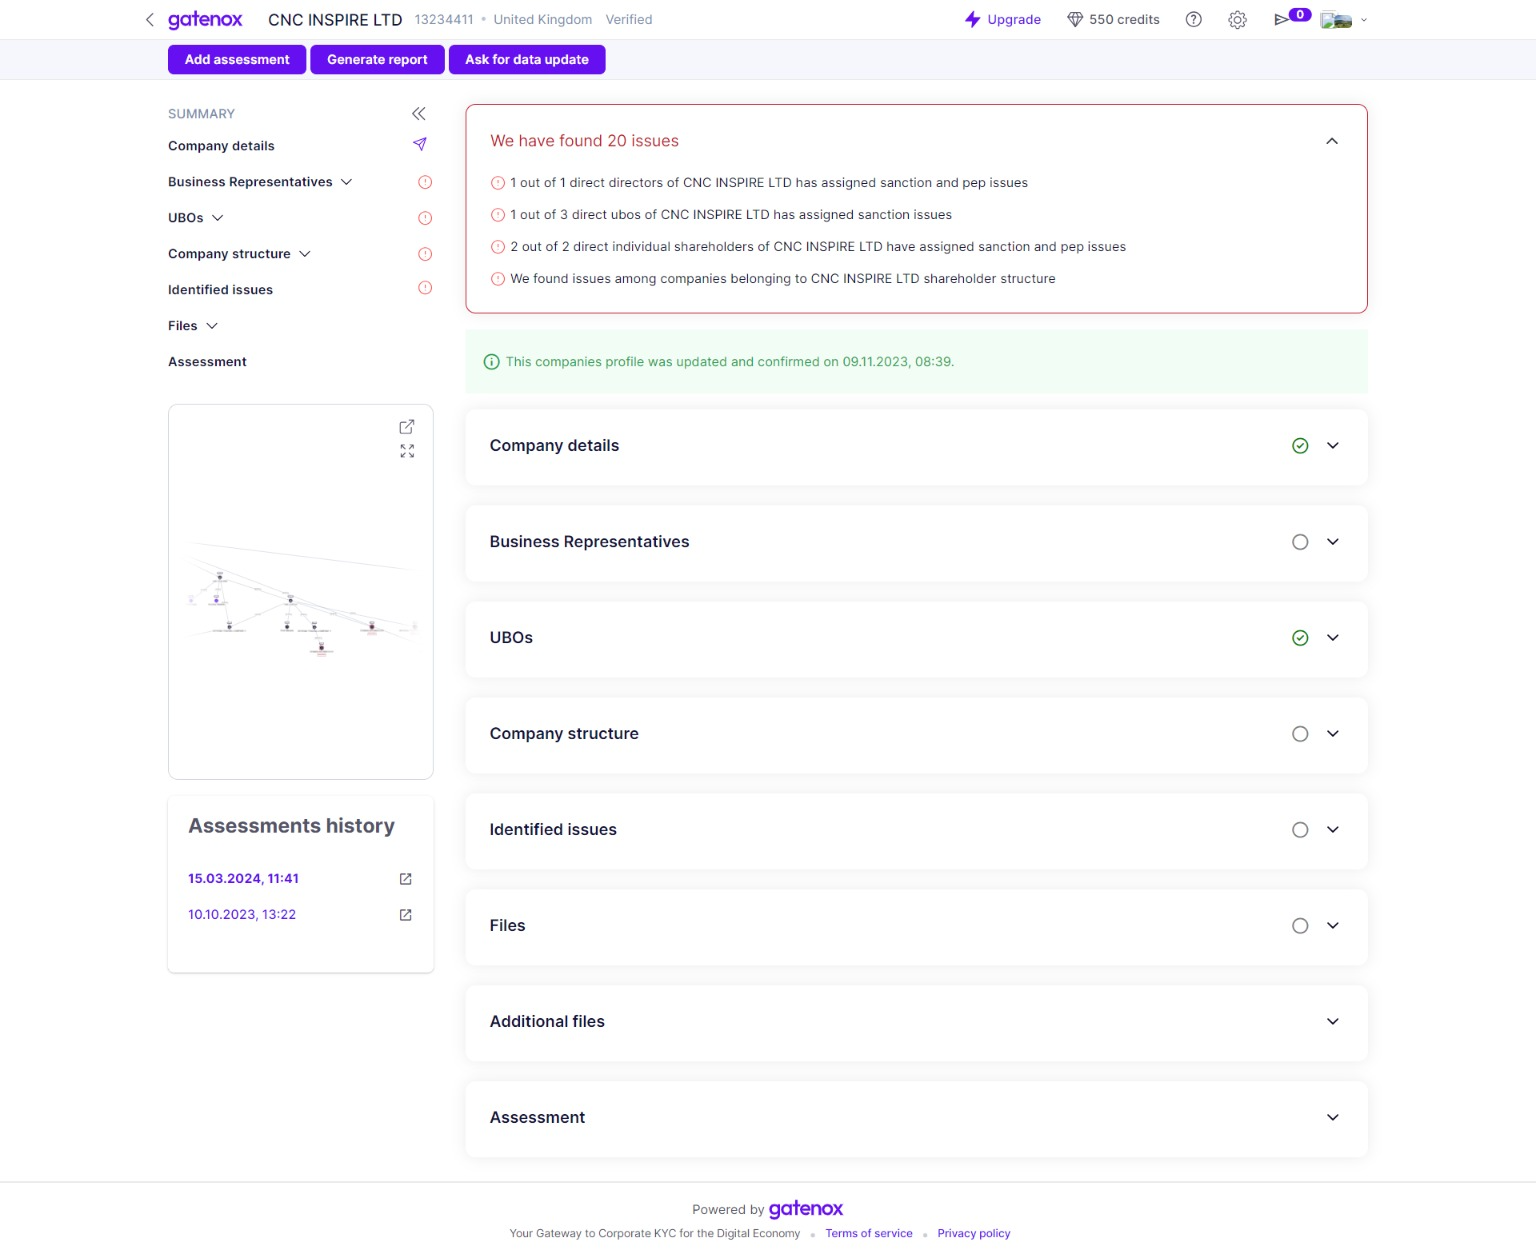 gatenox CNC INSPIRE LTD 13234411 • United Kingdom Verified Upgrade 550 credits 0
Add assessment Generate report Ask for data update
SUMMARY
Company details
Business Representatives
UBOs
Company structure
Identified issues
Files
Assessment
Assessments history
15.03.2024, 11:41
10.10.2023, 13:22
We have found 20 issues
1 out of 1 direct directors of CNC INSPIRE LTD has assigned sanction and pep issues
1 out of 3 direct ubos of CNC INSPIRE LTD has assigned sanction issues
2 out of 2 direct individual shareholders of CNC INSPIRE LTD have assigned sanction and pep issues
We found issues among companies belonging to CNC INSPIRE LTD shareholder structure
This companies profile was updated and confirmed on 09.11.2023, 08:39.
Company details
Business Representatives
UBOs
Company structure
Identified issues
Files
Additional files
Assessment
Powered by gatenox
Your Gateway to Corporate KYC for the Digital Economy • Terms of service • Privacy policy